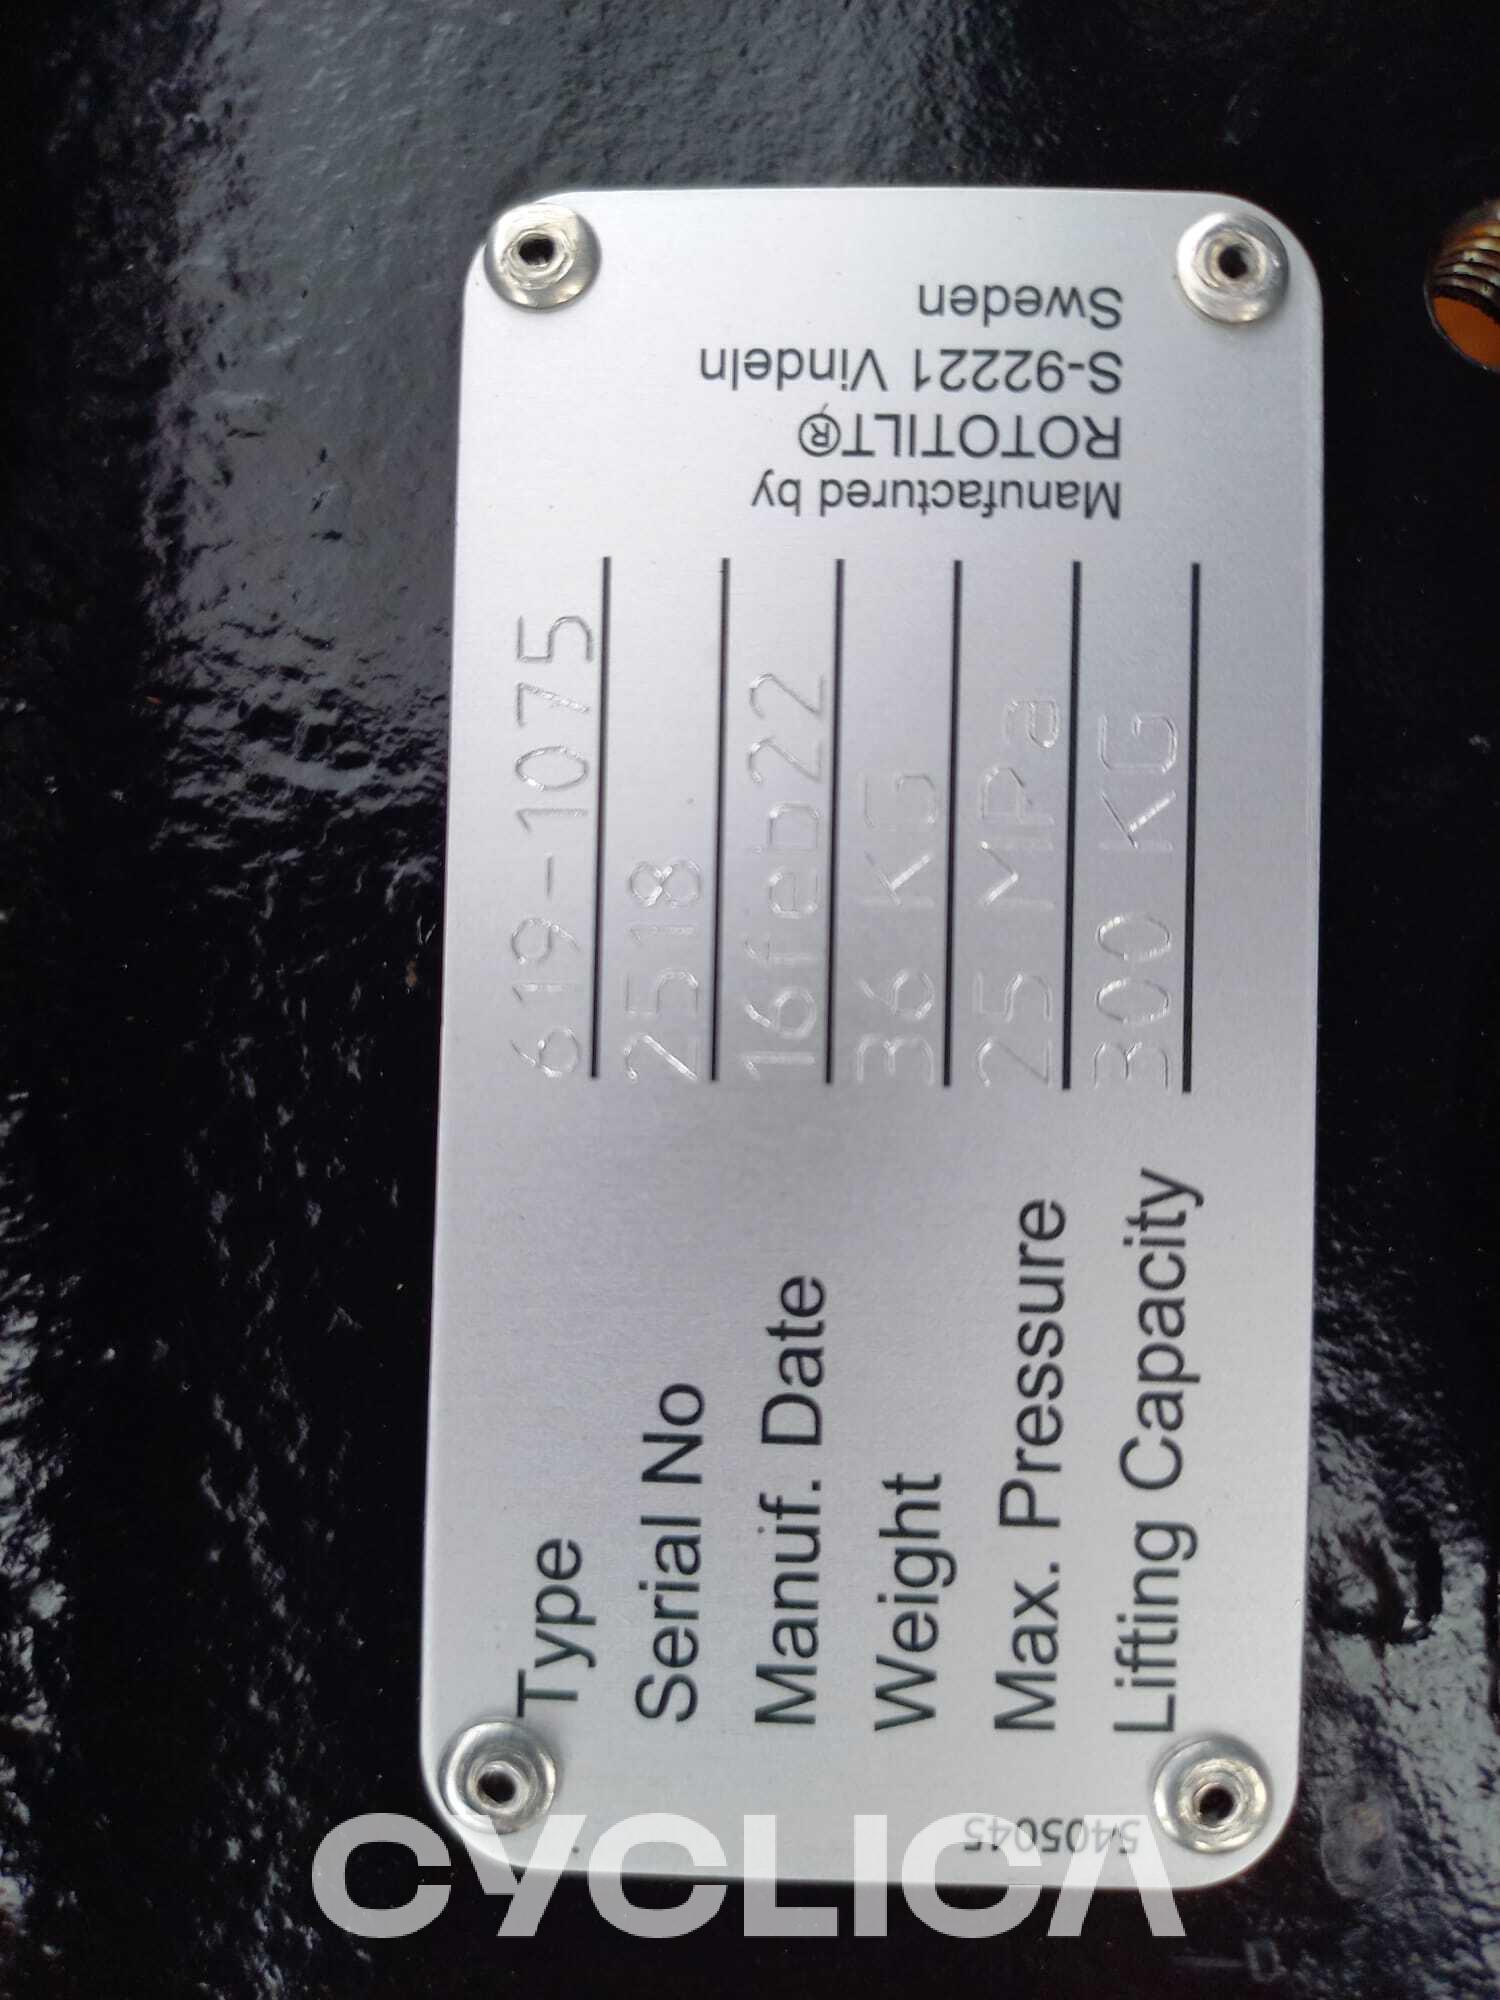 Type 619-1075
Serial No 2518
Manuf. Date 16feb22
Weight 36 KG
Max. Pressure 25 MPa
Lifting Capacity 300 KG
Manufactured by
ROTOTILT®
S-92221 Vindeln
Sweden
5405045
CYCLICA